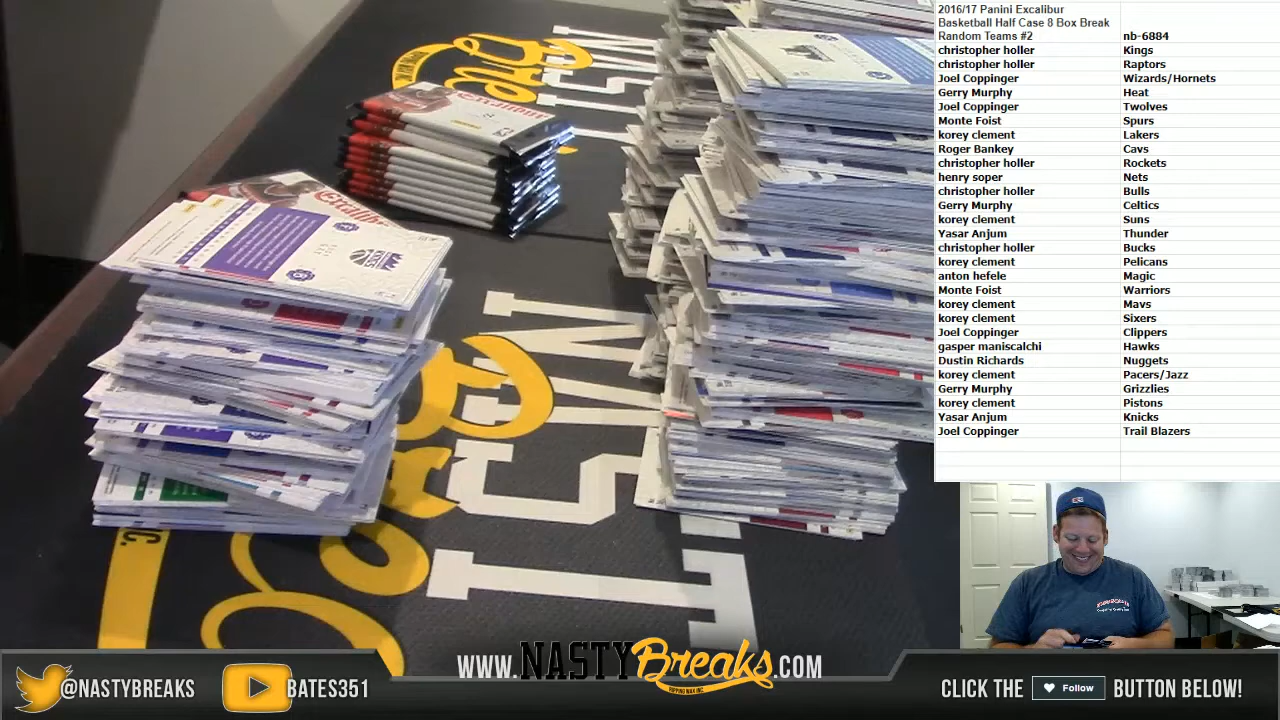 2016/17 Panini Excalibur
Basketball Half Case 8 Box Break
Random Teams #2 nb-6884
christopher holler Kings
christopher holler Raptors
Joel Coppinger Wizards/Hornets
Gerry Murphy Heat
Joel Coppinger Twolves
Monte Foist Spurs
korey clement Lakers
Roger Bankey Cavs
christopher holler Rockets
henry soper Nets
christopher holler Bulls
Gerry Murphy Celtics
korey clement Suns
Yasar Anjum Thunder
christopher holler Bucks
korey clement Pelicans
anton hefele Magic
Monte Foist Warriors
korey clement Mavs
korey clement Sixers
Joel Coppinger Clippers
gasper maniscalchi Hawks
Dustin Richards Nuggets
korey clement Pacers/Jazz
Gerry Murphy Grizzlies
korey clement Pistons
Yasar Anjum Knicks
Joel Coppinger Trail Blazers
Excalibur
KINGS
@NASTYBREAKS
BATES351
WWW.NASTYBreaks.COM
RIPPING WAX INC
CLICK THE Follow BUTTON BELOW!